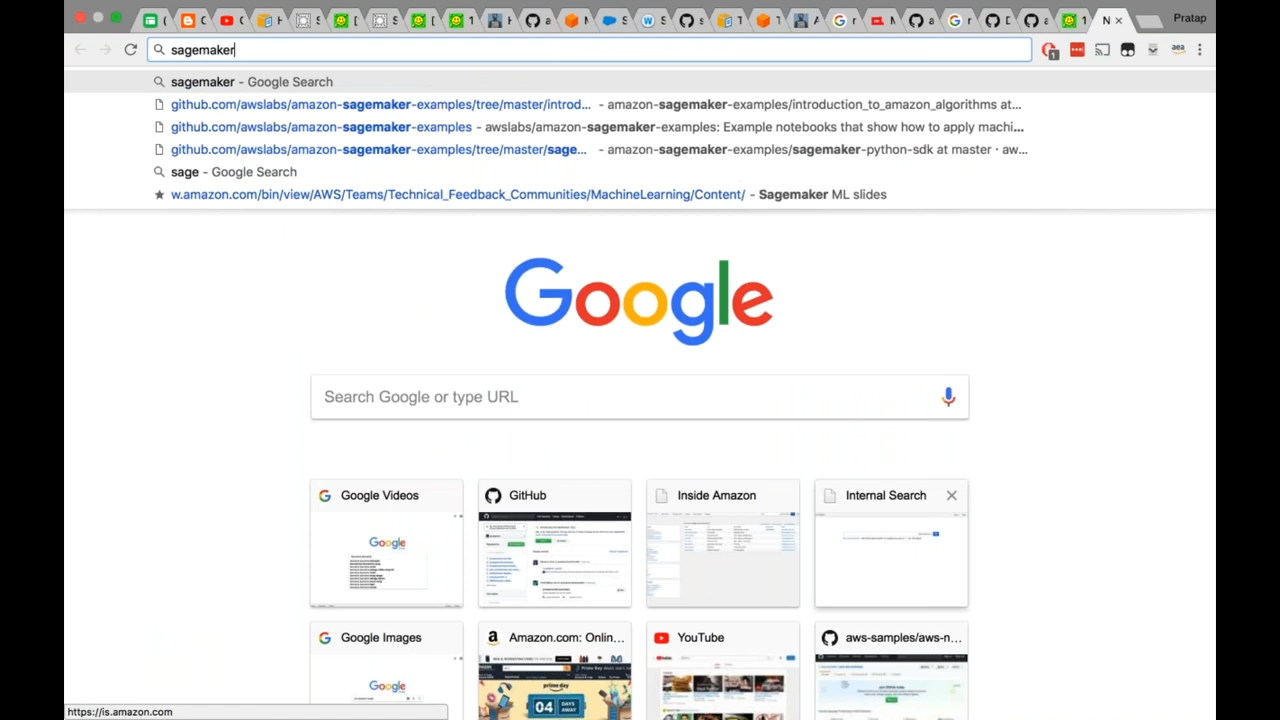 Pratap
sagemaker
sagemaker - Google Search
github.com/awslabs/amazon-sagemaker-examples/tree/master/introd... - amazon-sagemaker-examples/introduction_to_amazon_algorithms at...
github.com/awslabs/amazon-sagemaker-examples - awslabs/amazon-sagemaker-examples: Example notebooks that show how to apply machi...
github.com/awslabs/amazon-sagemaker-examples/tree/master/sage... - amazon-sagemaker-examples/sagemaker-python-sdk at master · aw...
sage - Google Search
w.amazon.com/bin/view/AWS/Teams/Technical_Feedback_Communities/MachineLearning/Content/ - Sagemaker ML slides
Google
Search Google or type URL
Google Videos
GitHub
Inside Amazon
Internal Search
Google Images
Amazon.com: Onlin...
YouTube
aws-samples/aws-n...
https://is.amazon.com